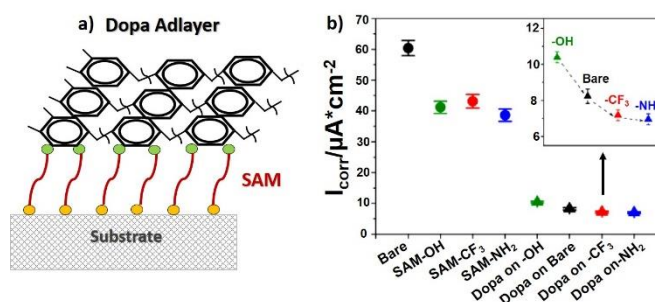 a) Dopa Adlayer
SAM
Substrate
b)
I_corr/µA*cm⁻²
70
60
50
40
30
20
10
0
Bare
SAM-OH
SAM-CF₃
SAM-NH₂
Dopa on -OH
Dopa on Bare
Dopa on -CF₃
Dopa on-NH₂
12
10
8
6
-OH
Bare
-CF₃
-NH